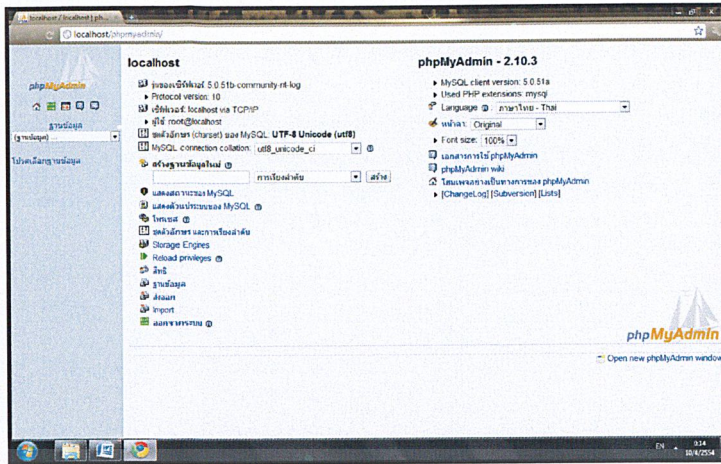 localhost / localhost | ph...
localhost/phpmyadmin/
phpMyAdmin
ฐานข้อมูล
(ฐานข้อมูล) ...
โปรดเลือกฐานข้อมูล
localhost
รุ่นของเซิร์ฟเวอร์: 5.0.51b-community-nt-log
Protocol version: 10
เซิร์ฟเวอร์: localhost via TCP/IP
ผู้ใช้: root@localhost
ชุดตัวอักษร (charset) ของ MySQL: UTF-8 Unicode (utf8)
MySQL connection collation: utf8_unicode_ci
สร้างฐานข้อมูลใหม่
การเรียงลำดับ
สร้าง
แสดงสถานะของ MySQL
แสดงตัวแปรระบบของ MySQL
โพรเซส
ชุดตัวอักษร และการเรียงลำดับ
Storage Engines
Reload privileges
สิทธิ
ฐานข้อมูล
ส่งออก
Import
ออกจากระบบ
phpMyAdmin - 2.10.3
MySQL client version: 5.0.51a
Used PHP extensions: mysql
Language: ภาษาไทย - Thai
หน้าตา: Original
Font size: 100%
เอกสารการใช้ phpMyAdmin
phpMyAdmin wiki
โฮมเพจอย่างเป็นทางการของ phpMyAdmin
[ChangeLog] [Subversion] [Lists]
phpMyAdmin
Open new phpMyAdmin window
EN
0:14
10/4/2554